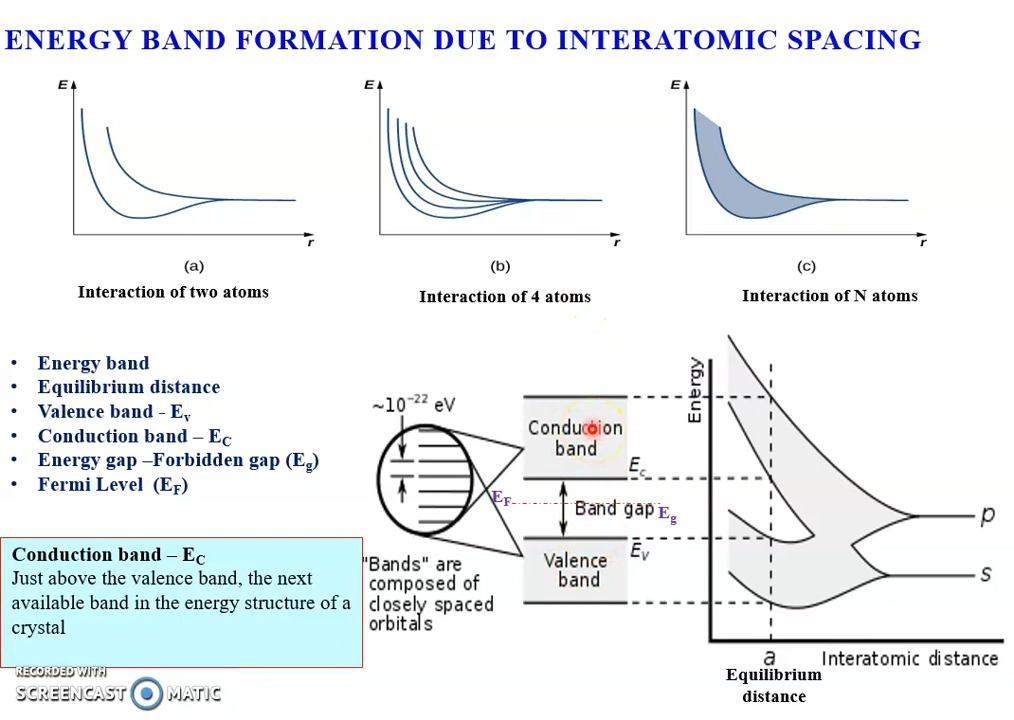 ENERGY BAND FORMATION DUE TO INTERATOMIC SPACING
E
r
(a)
Interaction of two atoms
E
r
(b)
Interaction of 4 atoms
E
r
(c)
Interaction of N atoms
• Energy band
• Equilibrium distance
• Valence band - Ev
• Conduction band – EC
• Energy gap –Forbidden gap (Eg)
• Fermi Level (EF)
Conduction band – EC
Just above the valence band, the next
available band in the energy structure of a
crystal
~10⁻²² eV
"Bands" are
composed of
closely spaced
orbitals
Conduction
band
Ec
EF
Band gap
Eg
EV
Valence
band
Energy
p
s
a
Interatomic distance
Equilibrium
distance
RECORDED WITH
SCREENCAST MATIC